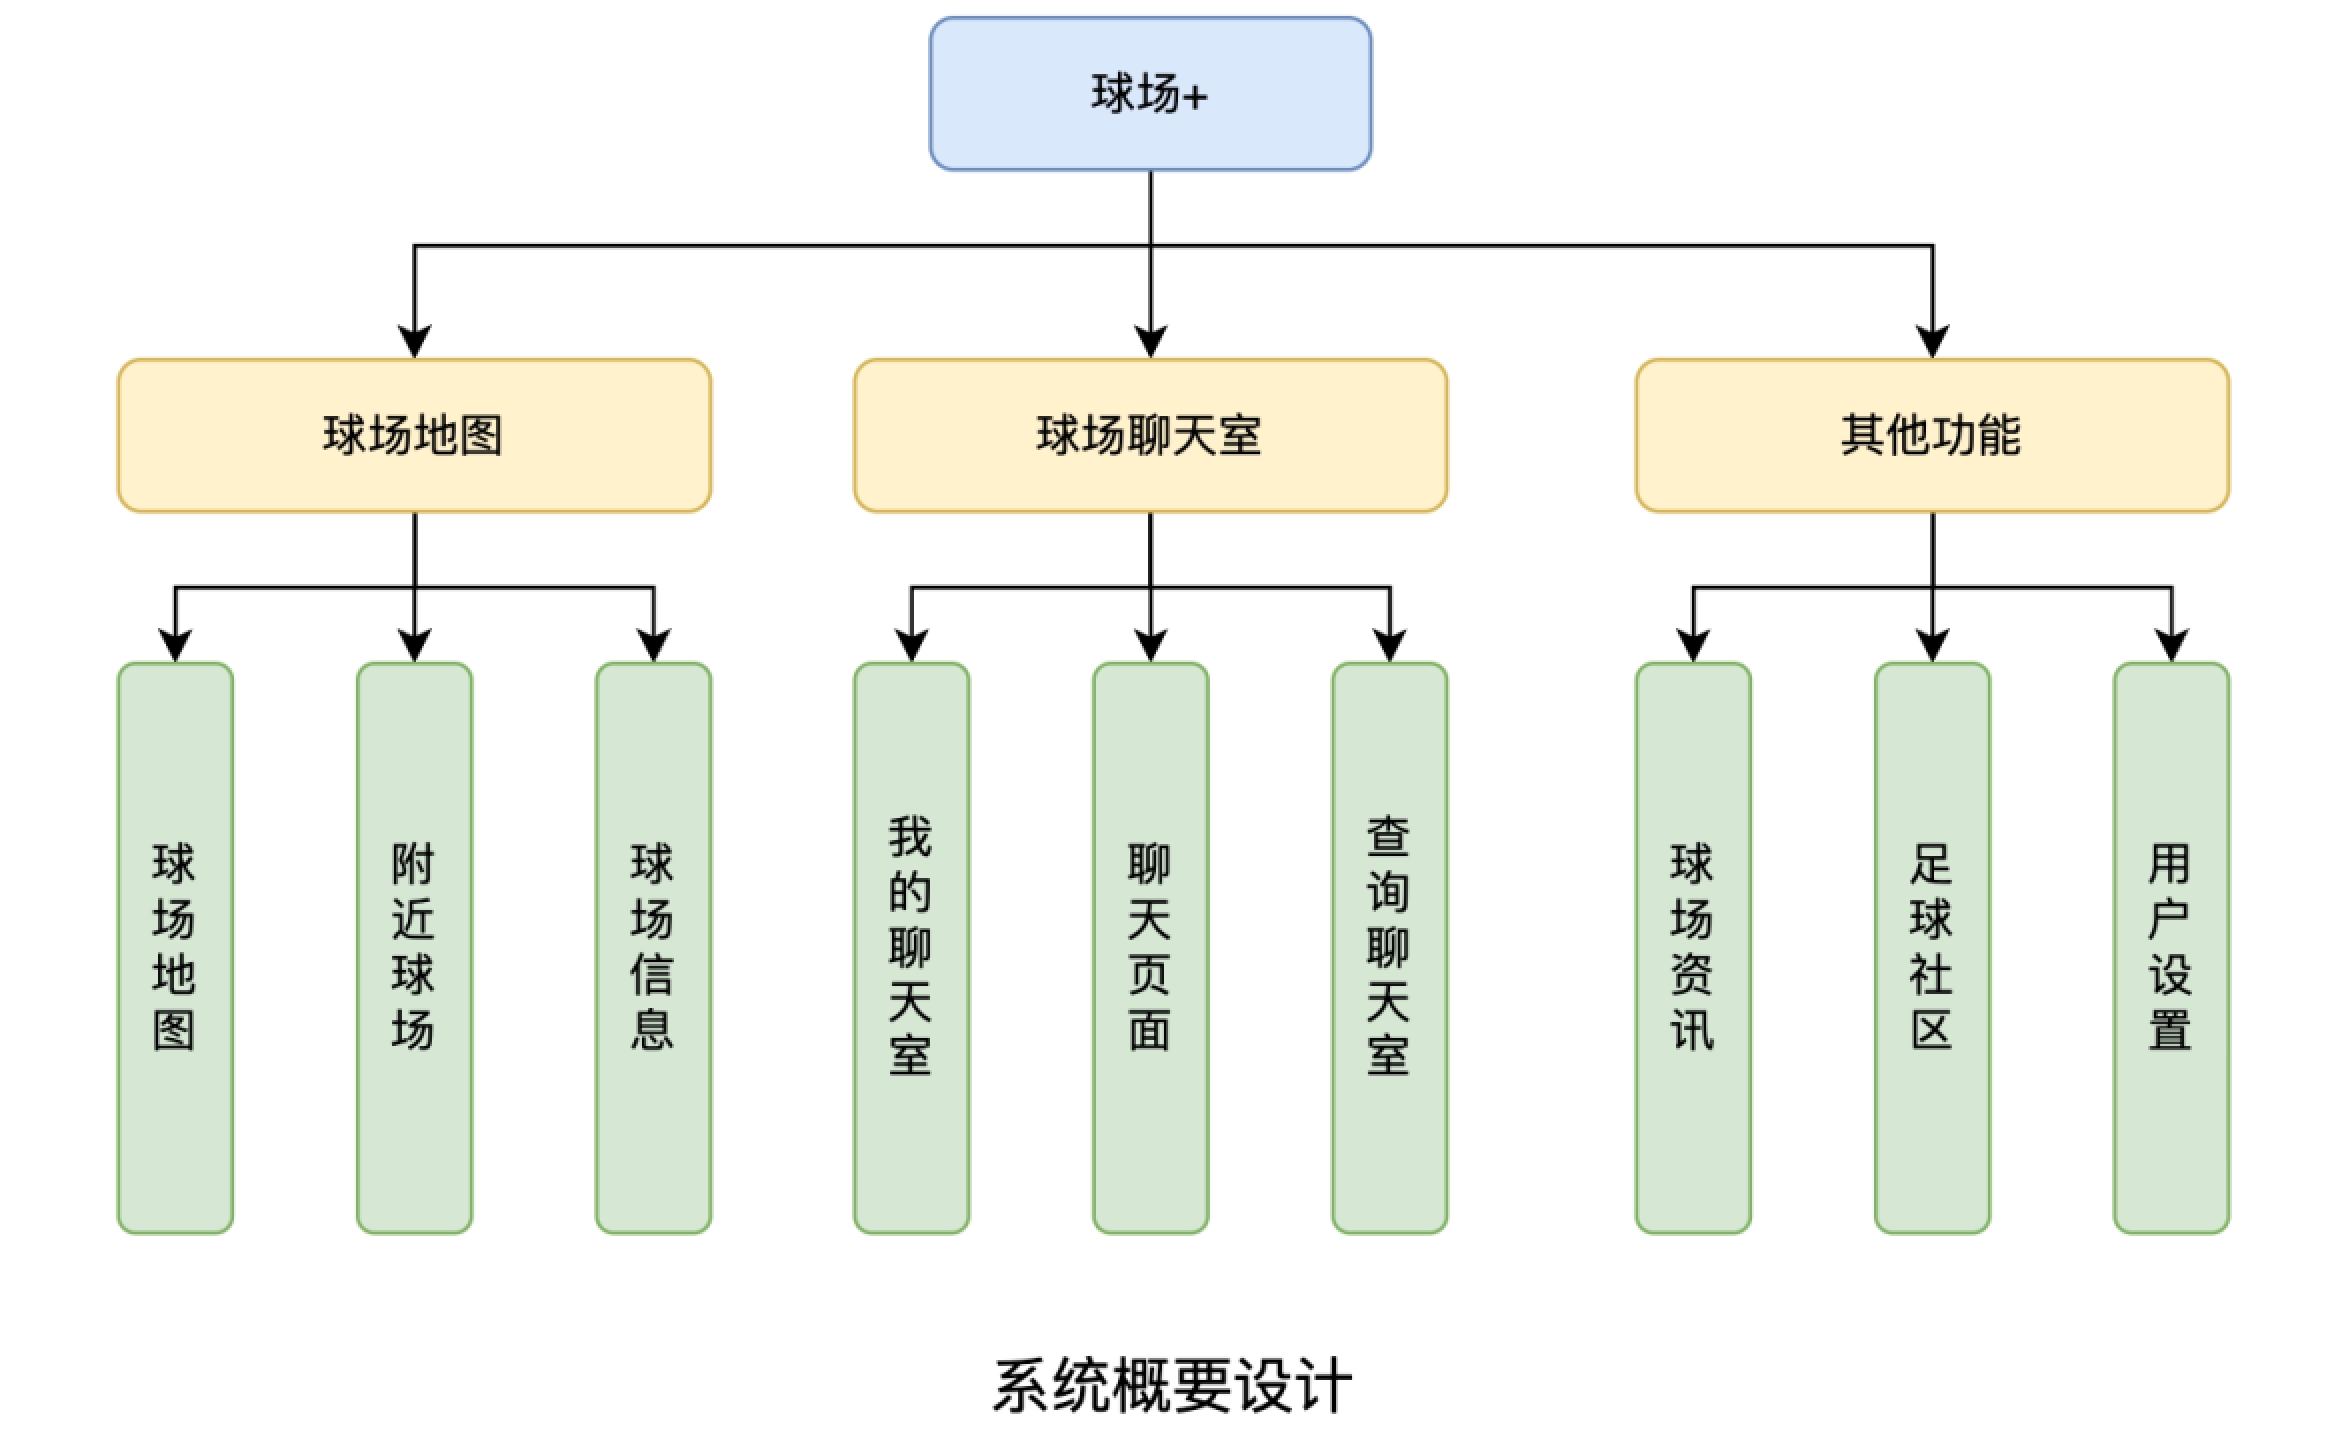 球场+
球场地图
球场聊天室
其他功能
球场地图
附近球场
球场信息
我的聊天室
聊天页面
查询聊天室
球场资讯
足球社区
用户设置
系统概要设计